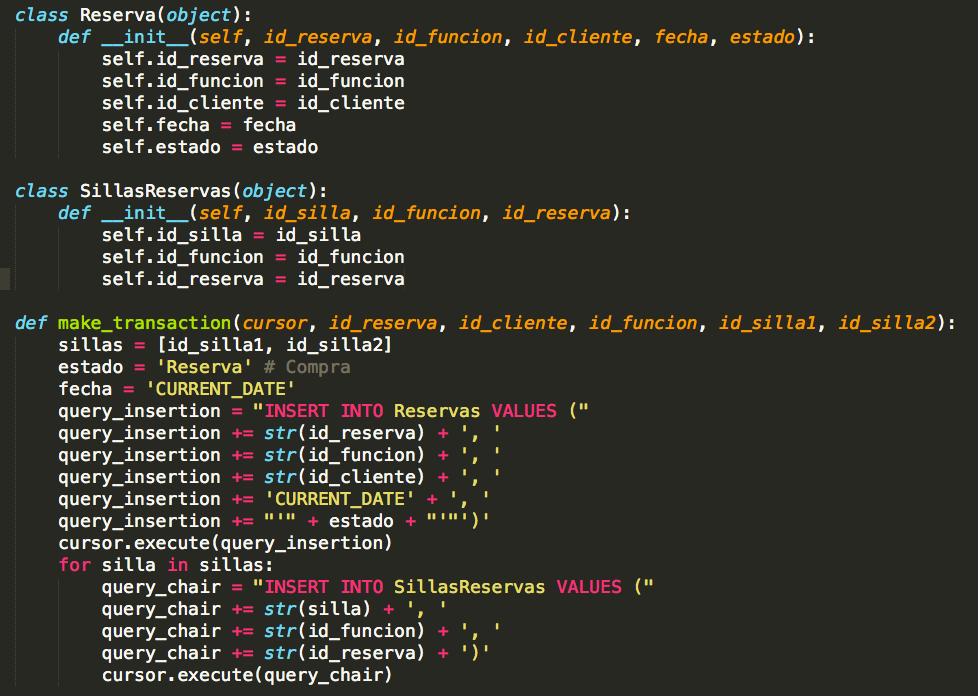 class Reserva(object):
    def __init__(self, id_reserva, id_funcion, id_cliente, fecha, estado):
        self.id_reserva = id_reserva
        self.id_funcion = id_funcion
        self.id_cliente = id_cliente
        self.fecha = fecha
        self.estado = estado

class SillasReservas(object):
    def __init__(self, id_silla, id_funcion, id_reserva):
        self.id_silla = id_silla
        self.id_funcion = id_funcion
        self.id_reserva = id_reserva

def make_transaction(cursor, id_reserva, id_cliente, id_funcion, id_silla1, id_silla2):
    sillas = [id_silla1, id_silla2]
    estado = 'Reserva' # Compra
    fecha = 'CURRENT_DATE'
    query_insertion = "INSERT INTO Reservas VALUES ("
    query_insertion += str(id_reserva) + ', '
    query_insertion += str(id_funcion) + ', '
    query_insertion += str(id_cliente) + ', '
    query_insertion += 'CURRENT_DATE' + ', '
    query_insertion += "'" + estado + "'"')'
    cursor.execute(query_insertion)
    for silla in sillas:
        query_chair = "INSERT INTO SillasReservas VALUES ("
        query_chair += str(silla) + ', '
        query_chair += str(id_funcion) + ', '
        query_chair += str(id_reserva) + ')'
        cursor.execute(query_chair)